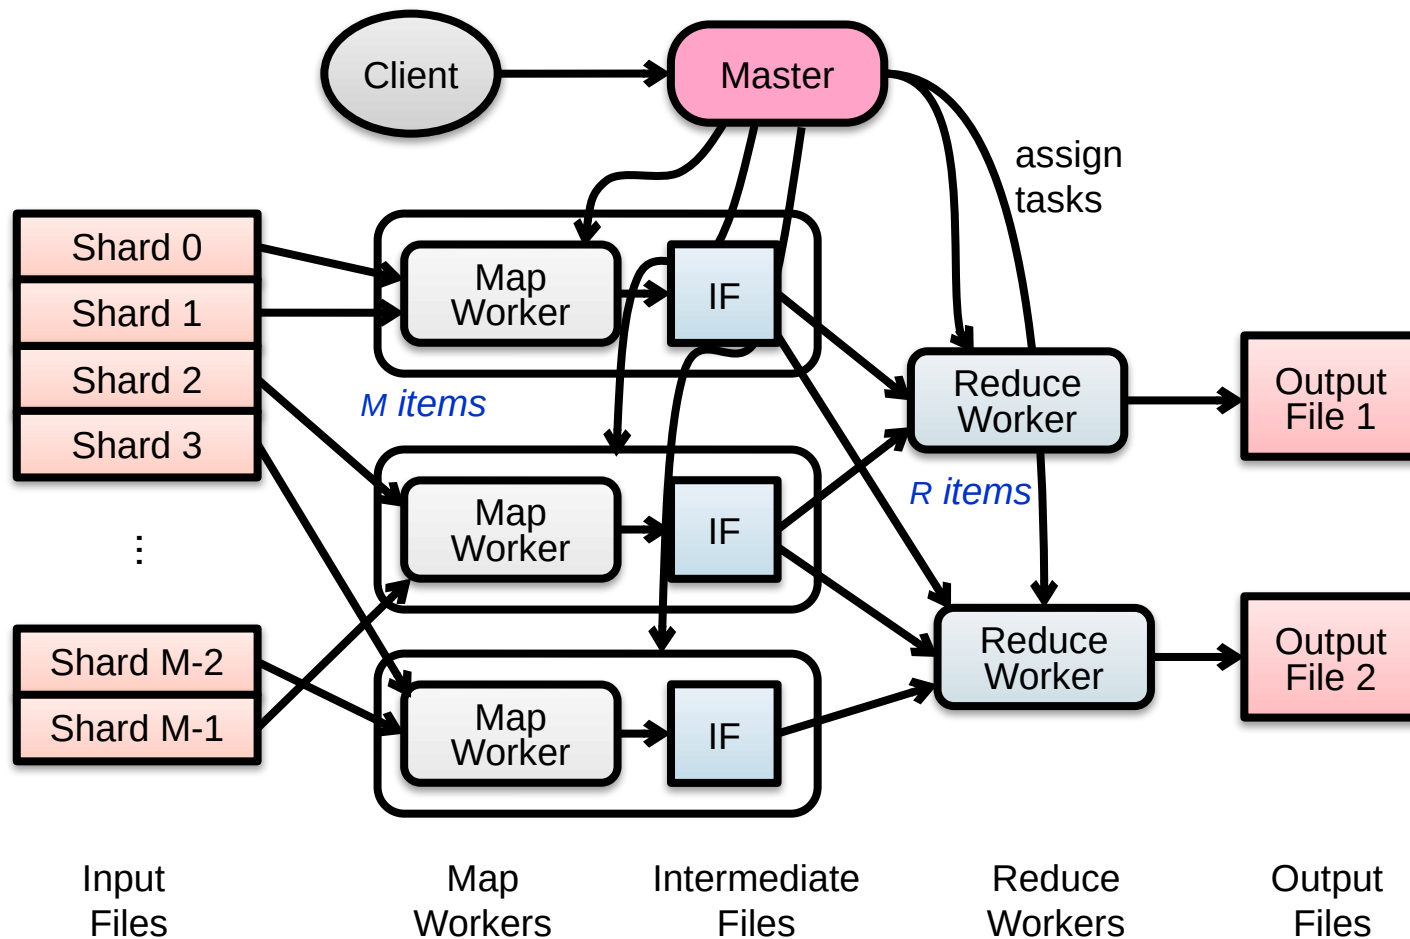 Client
Master
assign
tasks
Shard 0
Shard 1
Shard 2
Shard 3
...
Shard M-2
Shard M-1
Map
Worker
IF
M items
Map
Worker
IF
Map
Worker
IF
Reduce
Worker
R items
Reduce
Worker
Output
File 1
Output
File 2
Input
Files
Map
Workers
Intermediate
Files
Reduce
Workers
Output
Files